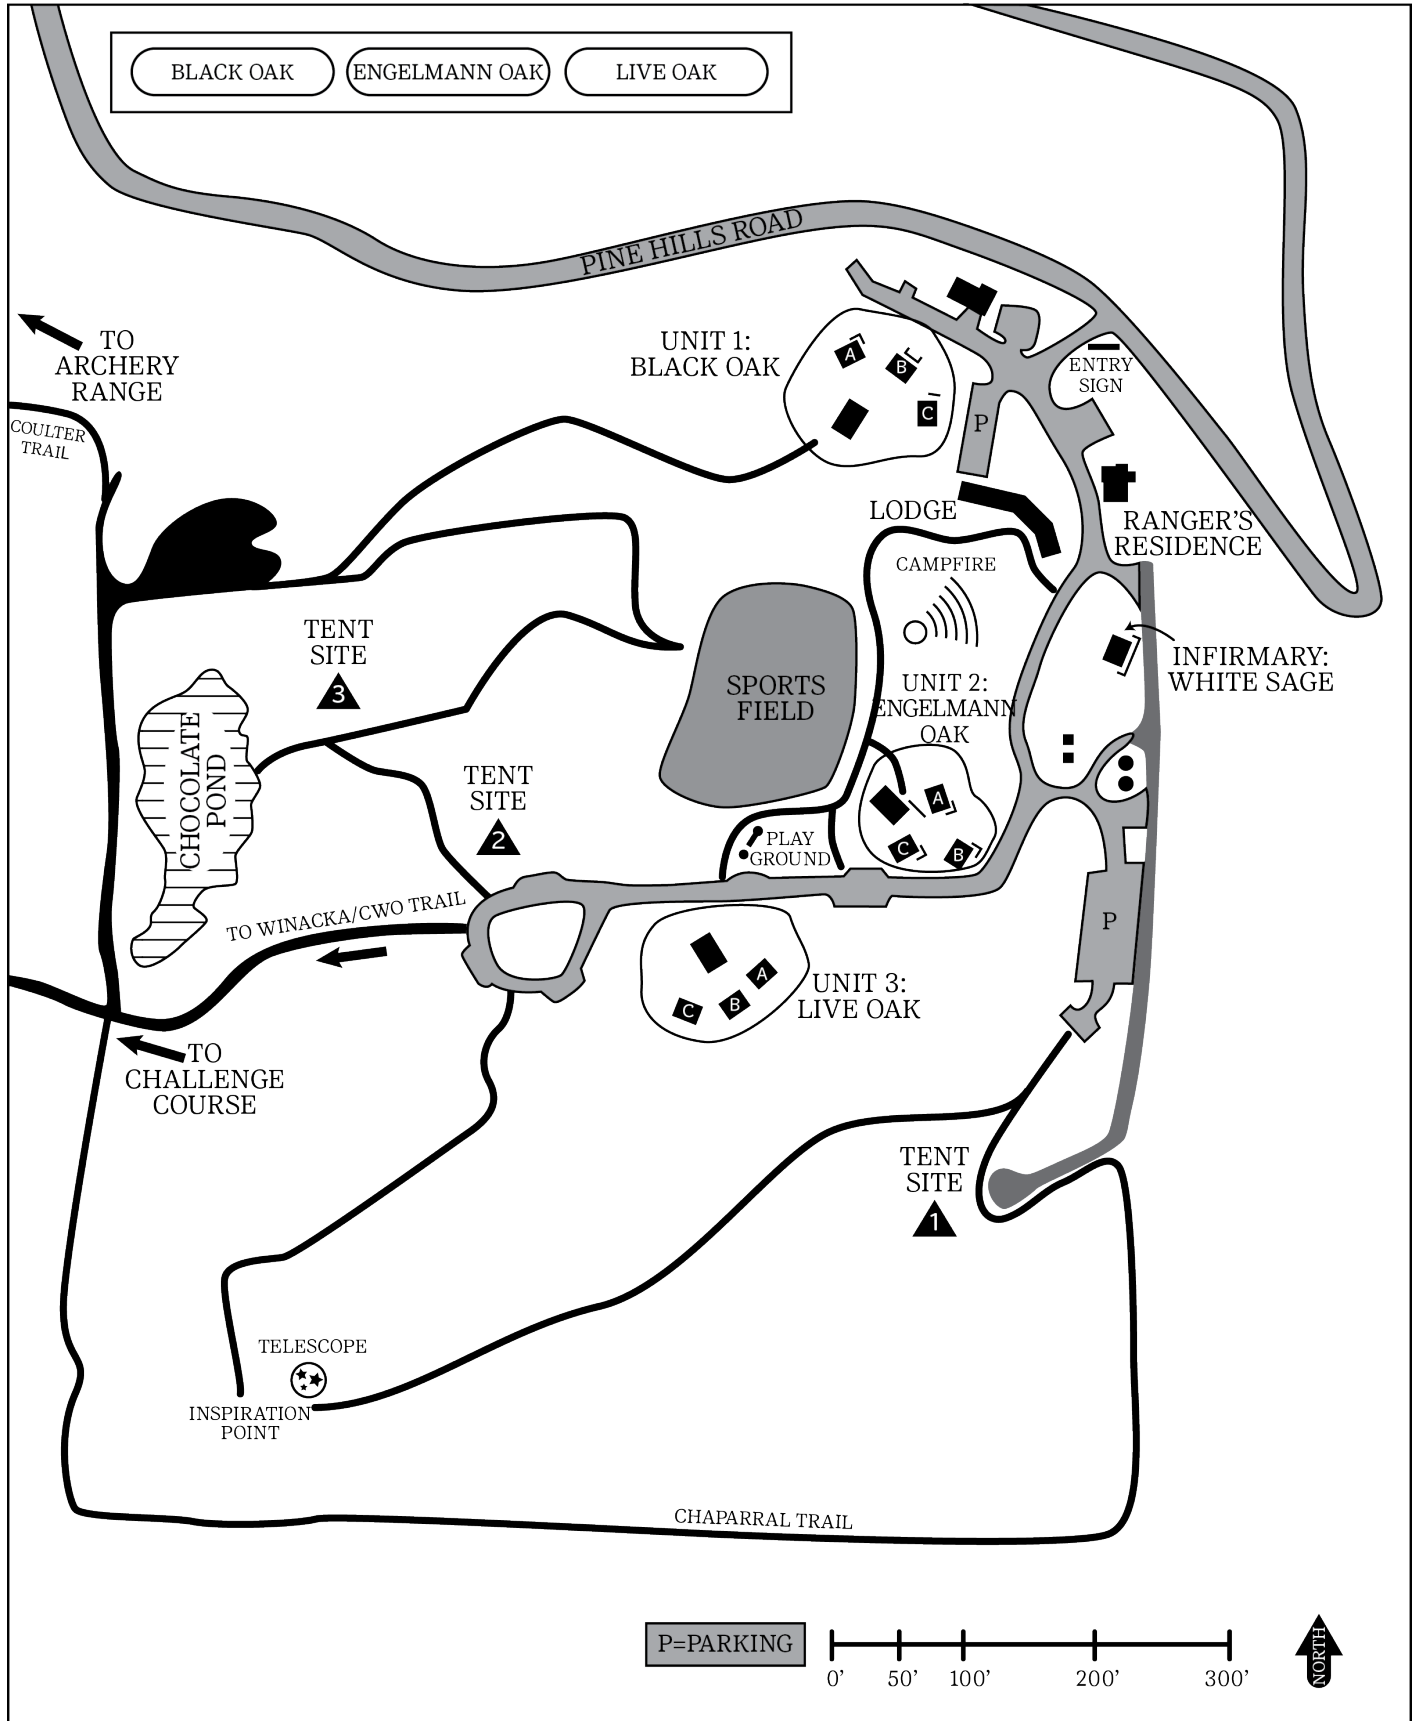 BLACK OAK
ENGELMANN OAK
LIVE OAK
PINE HILLS ROAD
TO
ARCHERY
RANGE
COULTER
TRAIL
UNIT 1:
BLACK OAK
A
B
C
P
ENTRY
SIGN
LODGE
RANGER'S
RESIDENCE
CAMPFIRE
TENT
SITE
3
SPORTS
FIELD
UNIT 2:
ENGELMANN
OAK
INFIRMARY:
WHITE SAGE
CHOCOLATE
POND
TENT
SITE
2
PLAY
GROUND
A
C
B
TO WINACKA/CWO TRAIL
P
UNIT 3:
LIVE OAK
A
B
C
TO
CHALLENGE
COURSE
TENT
SITE
1
TELESCOPE
INSPIRATION
POINT
CHAPARRAL TRAIL
P=PARKING
0' 50' 100' 200' 300'
NORTH